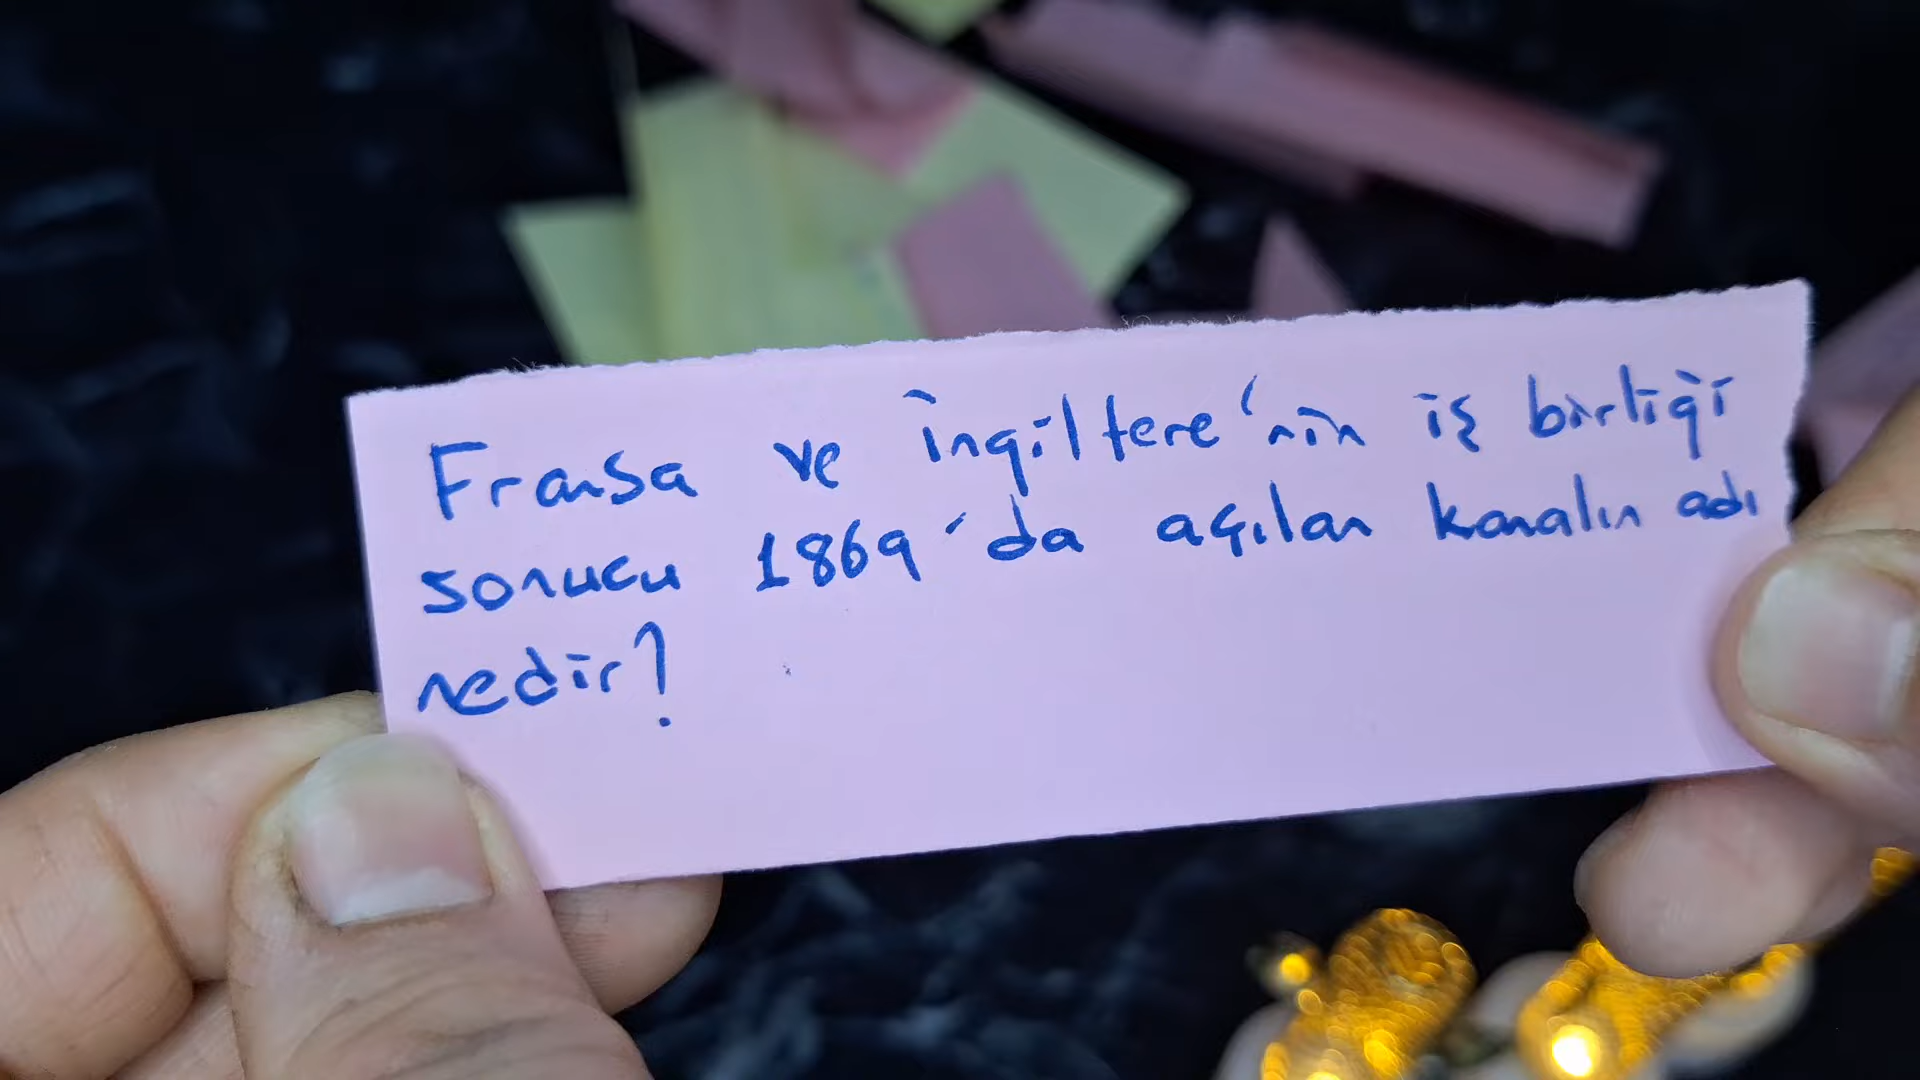 Fransa ve İngiltere'nin iş birliği
sonucu 1869'da açılan kanalın adı
nedir?